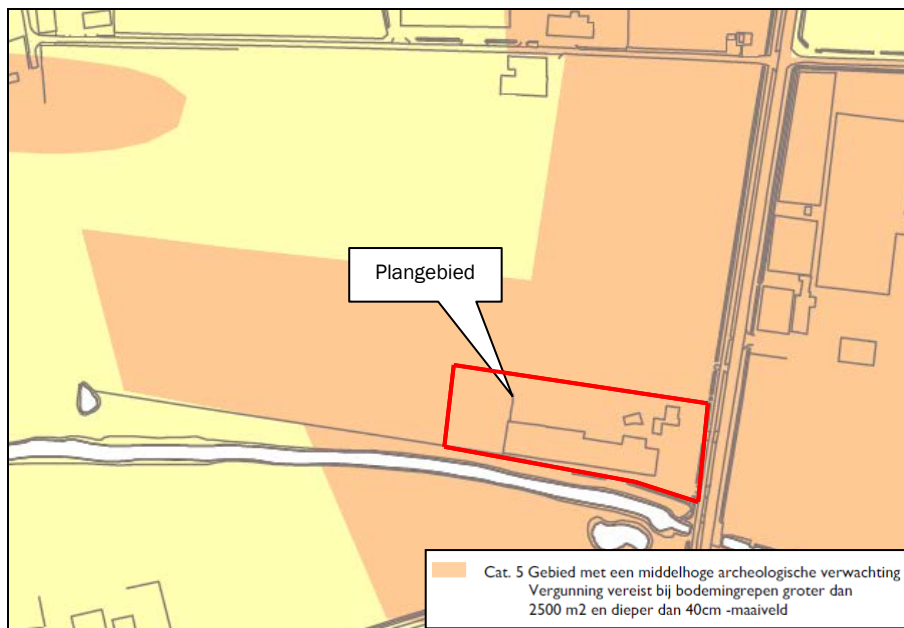 Plangebied
Cat. 5 Gebied met een middelhoge archeologische verwachting
Vergunning vereist bij bodemingrepen groter dan
2500 m2 en dieper dan 40cm -maaiveld